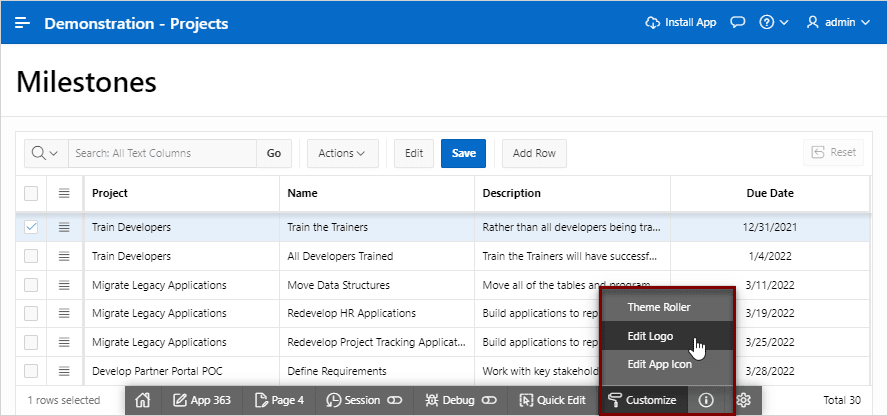 Demonstration - Projects Install App admin
Milestones
Search: All Text Columns Go Actions Edit Save Add Row Reset
Project Name Description Due Date
Train Developers Train the Trainers Rather than all developers being tra... 12/31/2021
Train Developers All Developers Trained Train the Trainers will have successf... 1/4/2022
Migrate Legacy Applications Move Data Structures Move all of the tables and program 3/11/2022
Migrate Legacy Applications Redevelop HR Applications Build applications to rep 3/19/2022
Migrate Legacy Applications Redevelop Project Tracking Applicat... Build applications to rep 3/25/2022
Develop Partner Portal POC Define Requirements Work with key stakehold 3/28/2022
Theme Roller
Edit Logo
Edit App Icon
1 rows selected App 363 Page 4 Session Debug Quick Edit Customize Total 30